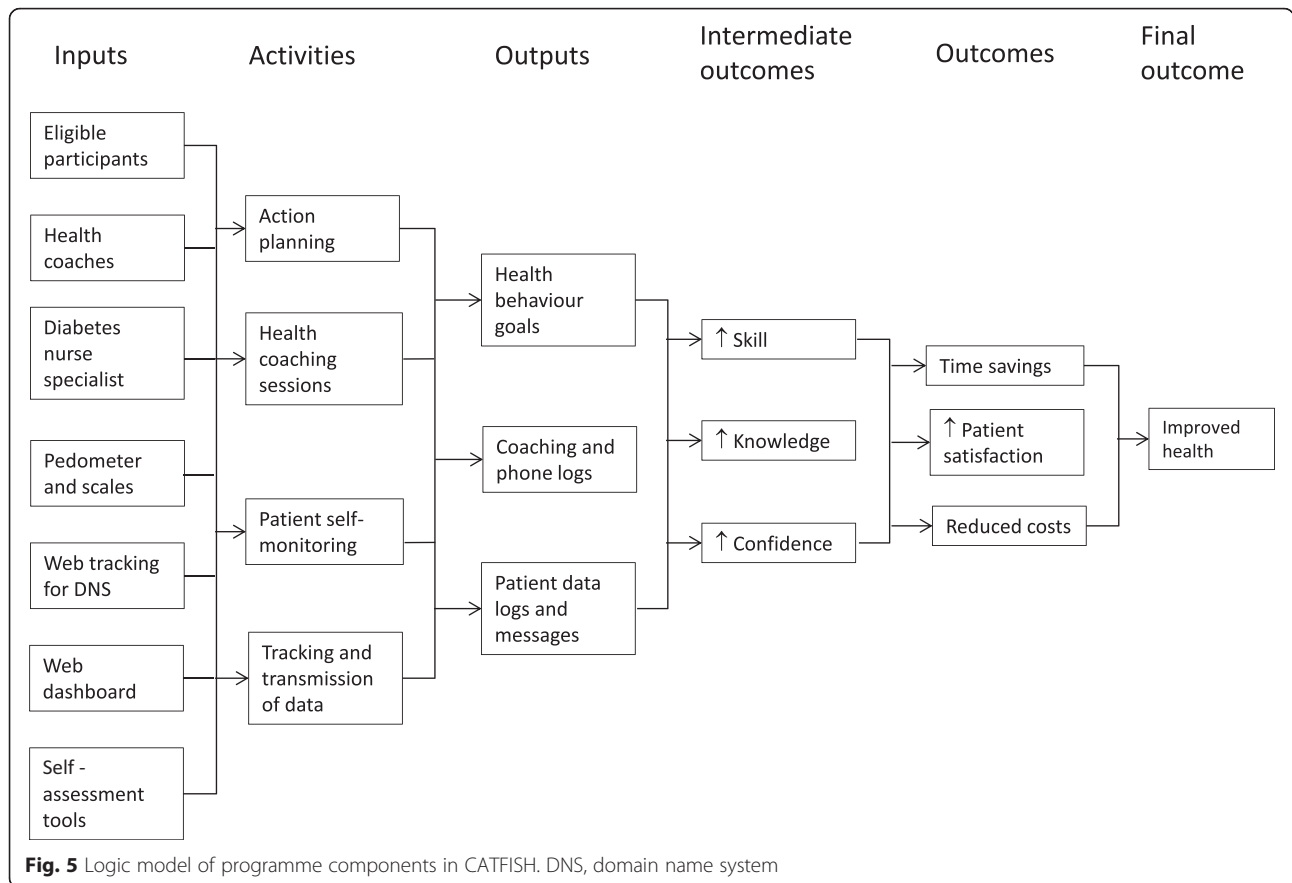 Inputs
Activities
Outputs
Intermediate
outcomes
Outcomes
Final
outcome
Eligible
participants
Health
coaches
Diabetes
nurse
specialist
Pedometer
and scales
Web tracking
for DNS
Web
dashboard
Self -
assessment
tools
Action
planning
Health
coaching
sessions
Patient self-
monitoring
Tracking and
transmission
of data
Health
behaviour
goals
Coaching and
phone logs
Patient data
logs and
messages
↑ Skill
↑ Knowledge
↑ Confidence
Time savings
↑ Patient
satisfaction
Reduced costs
Improved
health
Fig. 5 Logic model of programme components in CATFISH. DNS, domain name system